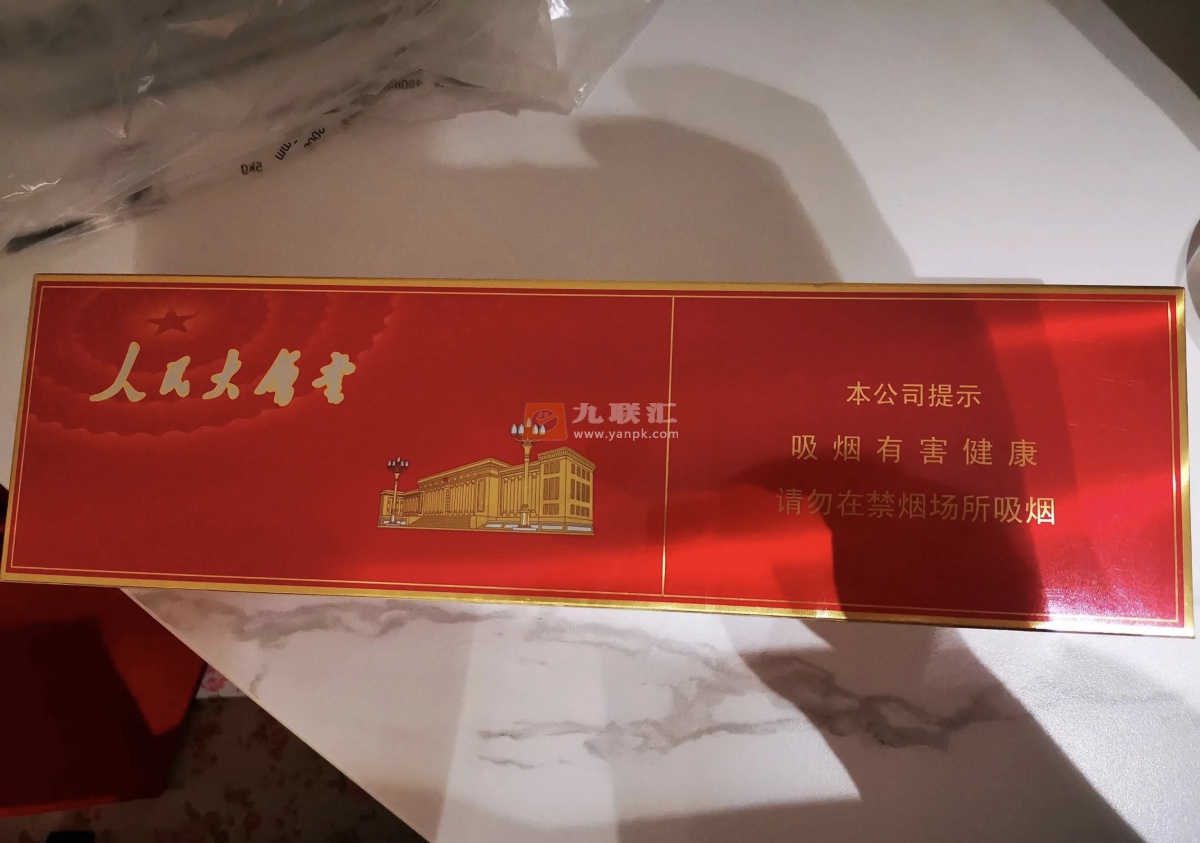 人民大会堂
九联汇
www.yanpk.com
本公司提示
吸烟有害健康
请勿在禁烟场所吸烟
5kg